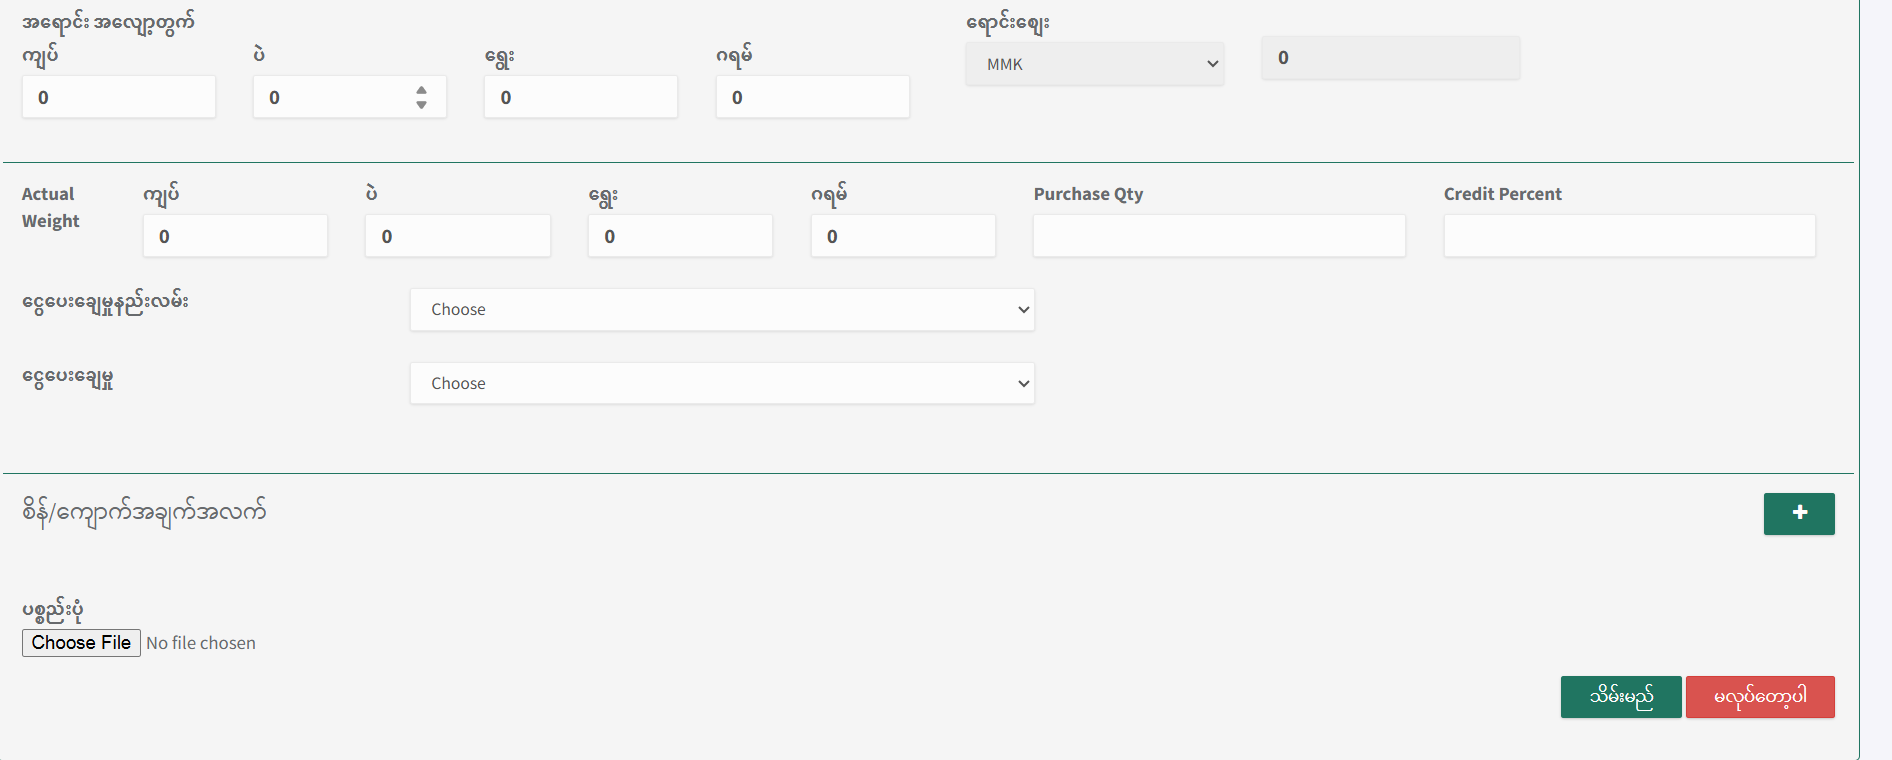 အရောင်း အလျော့တွက်
ရောင်းစျေး
ကျပ် ပဲ ရွေး ဂရမ်
MMK 0
0 0 0 0
Actual Weight
ကျပ် ပဲ ရွေး ဂရမ် Purchase Qty Credit Percent
0 0 0 0
ငွေပေးချေမှုနည်းလမ်း Choose
ငွေပေးချေမှု Choose
စိန်/ကျောက်အချက်အလက်
ပစ္စည်းပုံ
Choose File No file chosen
သိမ်းမည် မလုပ်တော့ပါ